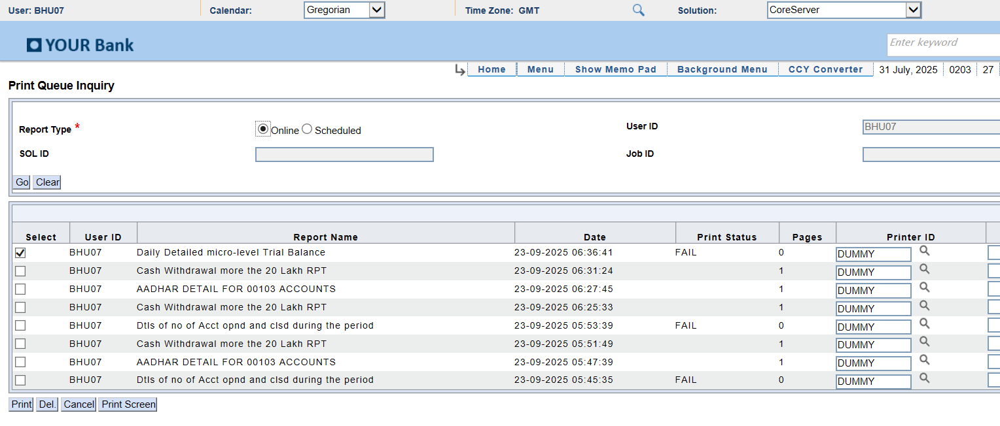 User: BHU07 Calendar: Gregorian Time Zone: GMT Solution: CoreServer
YOUR Bank Enter keyword
Home Menu Show Memo Pad Background Menu CCY Converter 31 July, 2025 0203 27
Print Queue Inquiry
Report Type * Online Scheduled User ID BHU07
SOL ID Job ID
Go Clear
Select User ID Report Name Date Print Status Pages Printer ID
BHU07 Daily Detailed micro-level Trial Balance 23-09-2025 06:36:41 FAIL 0 DUMMY
BHU07 Cash Withdrawal more the 20 Lakh RPT 23-09-2025 06:31:24 1 DUMMY
BHU07 AADHAR DETAIL FOR 00103 ACCOUNTS 23-09-2025 06:27:45 1 DUMMY
BHU07 Cash Withdrawal more the 20 Lakh RPT 23-09-2025 06:25:33 1 DUMMY
BHU07 Dtls of no of Acct opnd and clsd during the period 23-09-2025 05:53:39 FAIL 0 DUMMY
BHU07 Cash Withdrawal more the 20 Lakh RPT 23-09-2025 05:51:49 1 DUMMY
BHU07 AADHAR DETAIL FOR 00103 ACCOUNTS 23-09-2025 05:47:39 1 DUMMY
BHU07 Dtls of no of Acct opnd and clsd during the period 23-09-2025 05:45:35 FAIL 0 DUMMY
Print Del. Cancel Print Screen